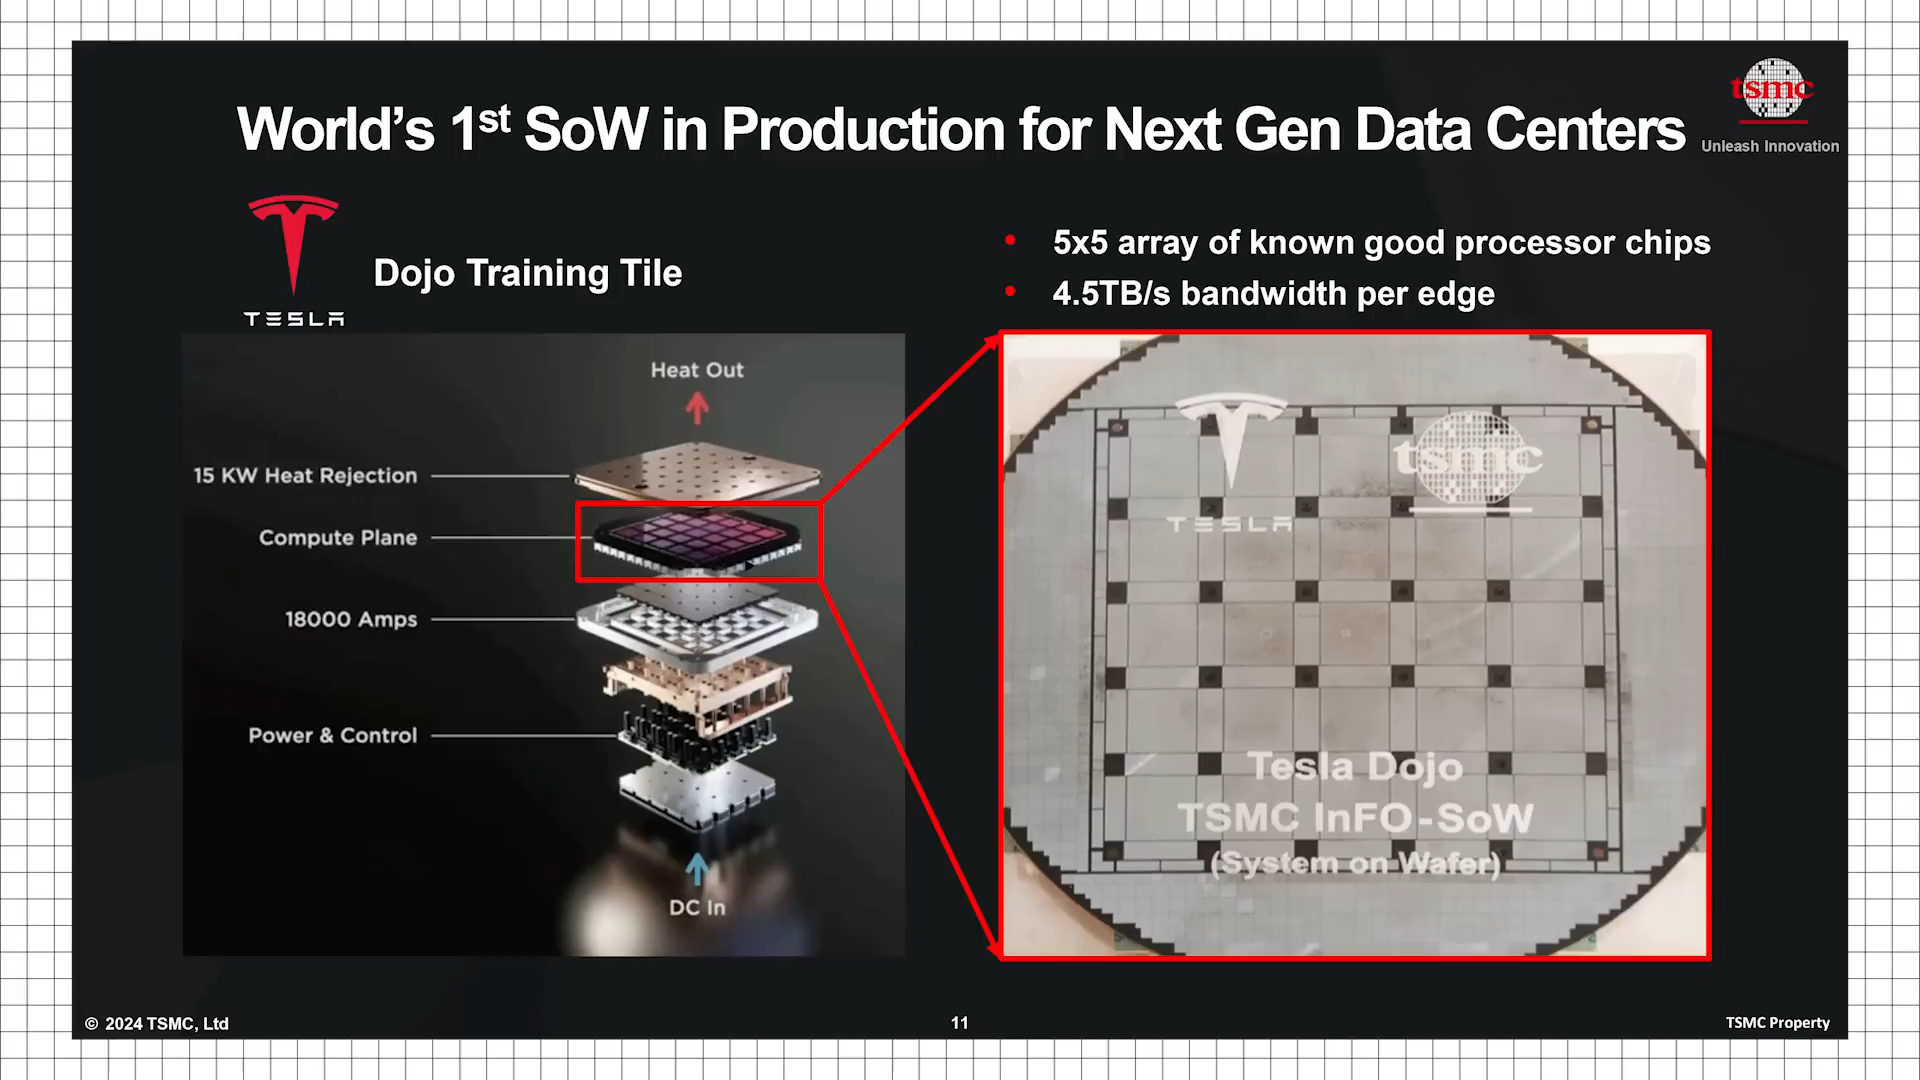 World's 1st SoW in Production for Next Gen Data Centers
tsmc
Unleash Innovation
TESLA
Dojo Training Tile
• 5x5 array of known good processor chips
• 4.5TB/s bandwidth per edge
Heat Out
15 KW Heat Rejection
Compute Plane
18000 Amps
Power & Control
DC In
TESLA
tsmc
Tesla Dojo
TSMC InFO-SoW
(System on Wafer)
© 2024 TSMC, Ltd
11
TSMC Property